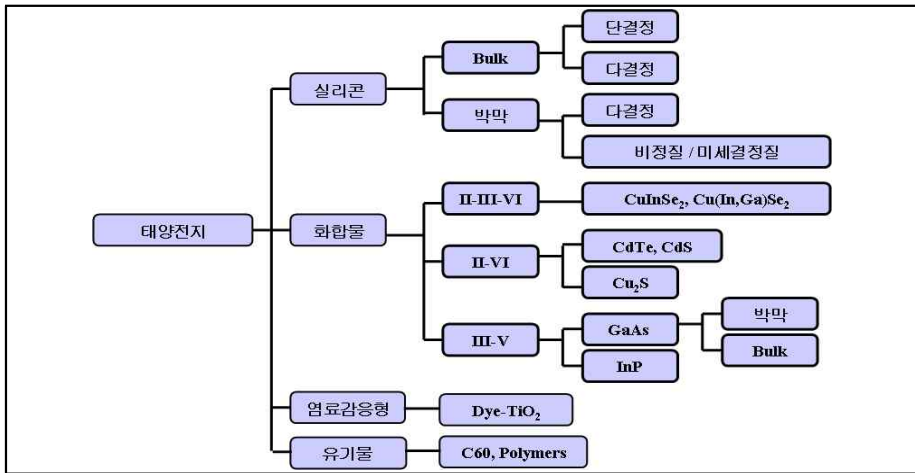 단결정
Bulk
다결정
실리콘
박막
다결정
비정질 / 미세결정질
II-III-VI
CuInSe₂, Cu(In,Ga)Se₂
태양전지
화합물
II-VI
CdTe, CdS
Cu₂S
III-V
GaAs
박막
Bulk
InP
염료감응형
Dye-TiO₂
유기물
C60, Polymers